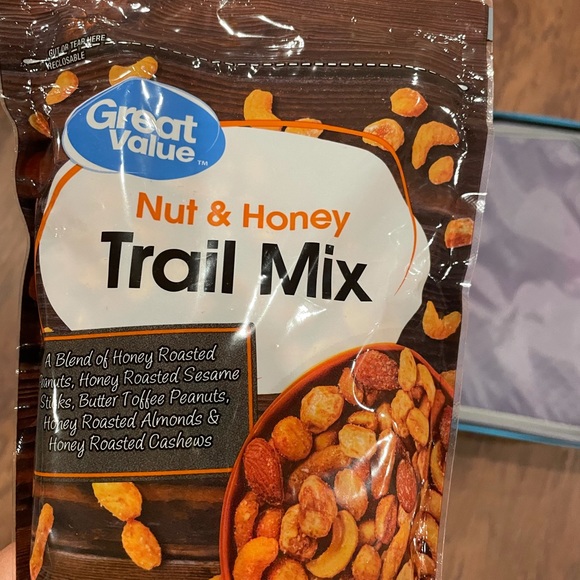 CUT OR TEAR HERE
RECLOSABLE
Great
Value™
Nut & Honey
Trail Mix
A Blend of Honey Roasted
Peanuts, Honey Roasted Sesame
Sticks, Butter Toffee Peanuts,
Honey Roasted Almonds &
Honey Roasted Cashews